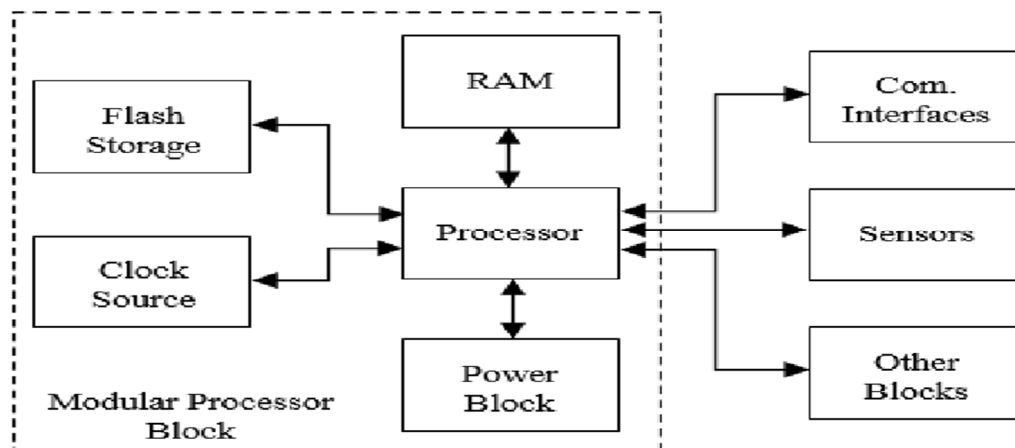 RAM
Flash
Storage
Processor
Clock
Source
Power
Block
Modular Processor
Block
Com.
Interfaces
Sensors
Other
Blocks